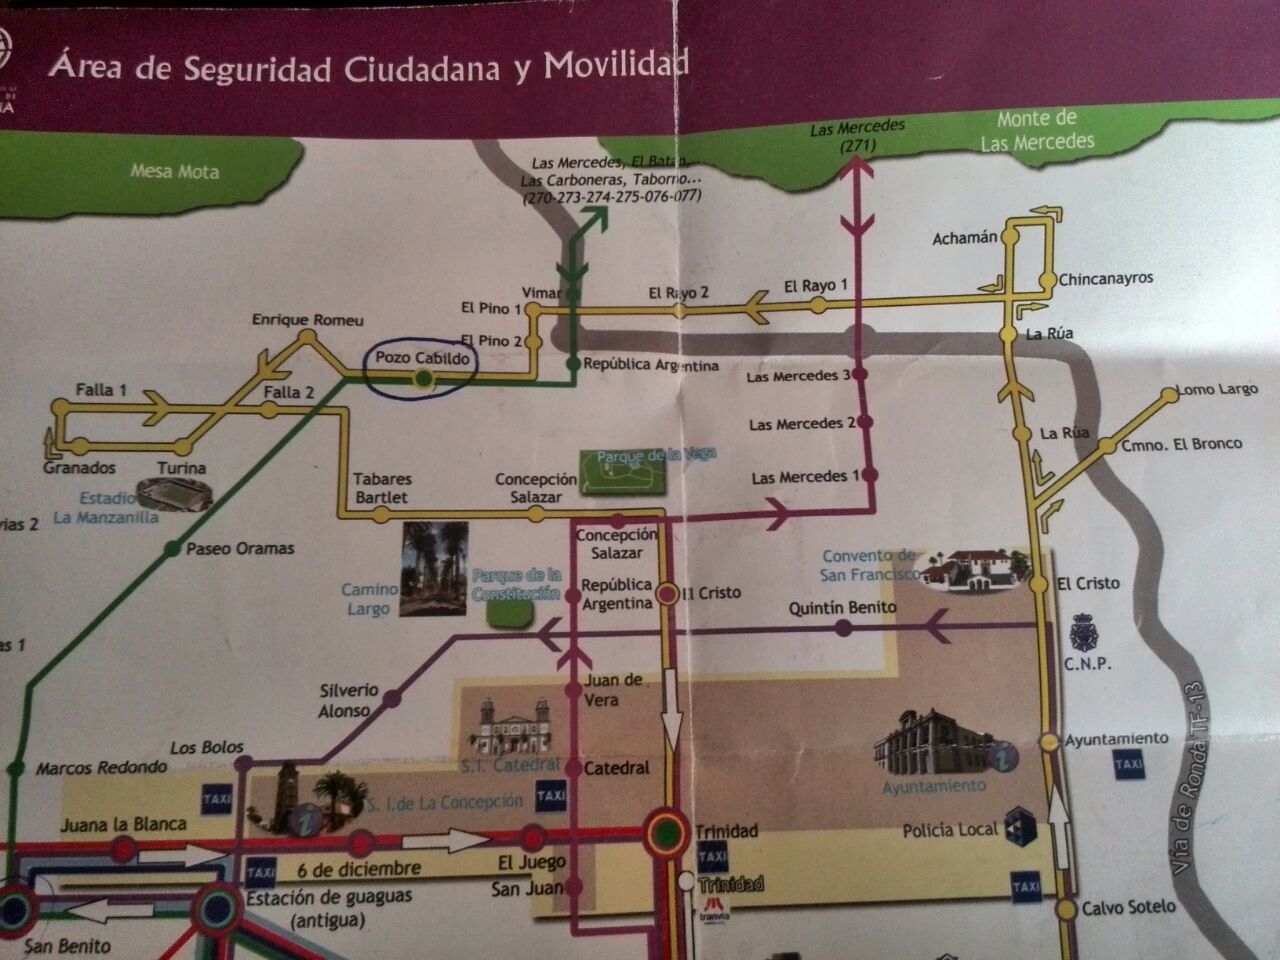 Área de Seguridad Ciudadana y Movilidad
Mesa Mota
Las Mercedes
(271)
Monte de
Las Mercedes
Las Mercedes, El Batan,
Las Carboneras, Taborno...
(270-273-274-275-076-077)
Achamán
Chincanayros
Vimar
El Pino 1
El Rayo 2
El Rayo 1
Enrique Romeu
El Pino 2
La Rúa
Pozo Cabildo
República Argentina
Las Mercedes 3
Falla 1
Falla 2
Lomo Largo
Las Mercedes 2
La Rúa
Cmno. El Bronco
Granados
Turina
Parque de la Vega
Estadio
La Manzanilla
Tabares
Bartlet
Concepción
Salazar
Las Mercedes 1
vias 2
Paseo Oramas
Concepción
Salazar
Convento de
San Francisco
Camino
Largo
Parque de la
Constitución
República
Argentina
El Cristo
El Cristo
Quintín Benito
C.N.P.
as 1
Silverio
Alonso
Juan de
Vera
Vía de Ronda TF-13
Los Bolos
Marcos Redondo
S.I. Catedral
Catedral
Ayuntamiento
Ayuntamiento
TAXI
TAXI
TAXI
S. I. de La Concepción
Juana la Blanca
Trinidad
Policía Local
6 de diciembre
El Juego
TAXI
TAXI
San Juan
Trinidad
tranvia
TAXI
Estación de guaguas
(antigua)
Calvo Sotelo
San Benito